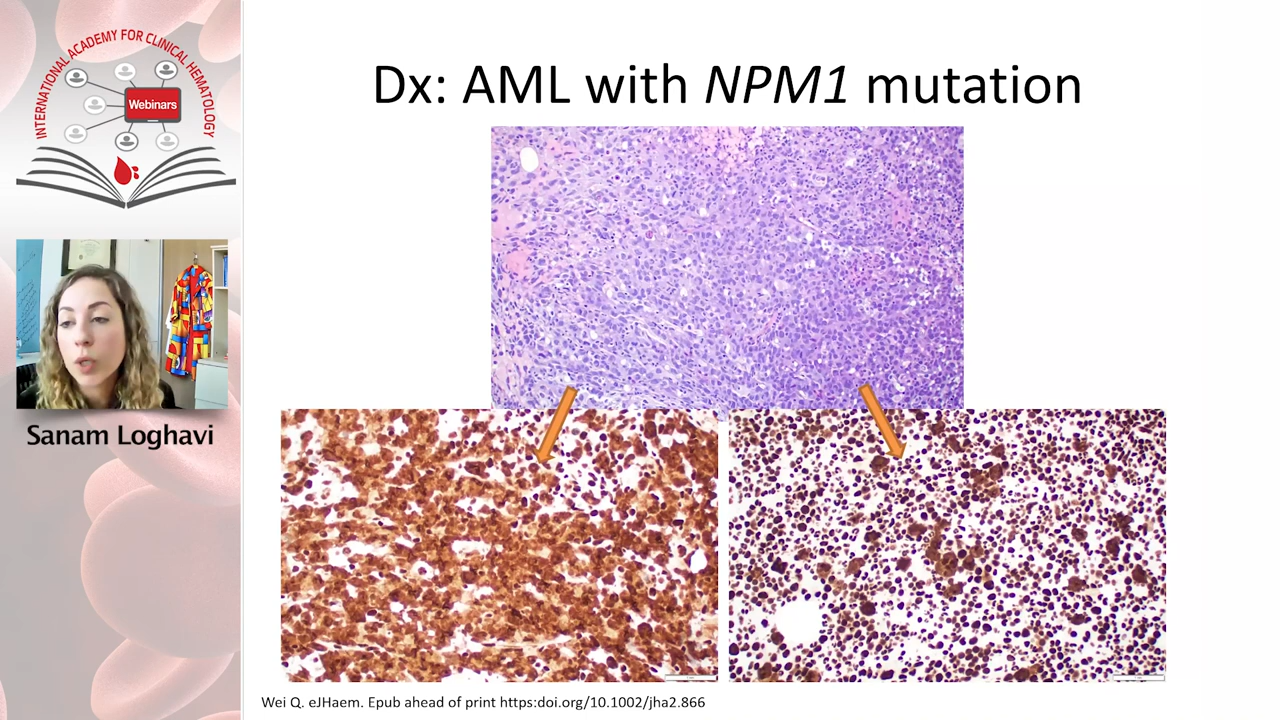 INTERNATIONAL ACADEMY FOR CLINICAL HEMATOLOGY
Webinars
Sanam Loghavi
Dx: AML with NPM1 mutation
Wei Q. eJHaem. Epub ahead of print https:doi.org/10.1002/jha2.866